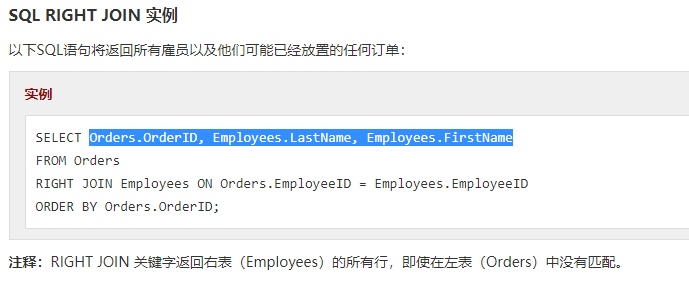 SQL RIGHT JOIN 实例
以下SQL语句将返回所有雇员以及他们可能已经放置的任何订单：
实例
SELECT Orders.OrderID, Employees.LastName, Employees.FirstName
FROM Orders
RIGHT JOIN Employees ON Orders.EmployeeID = Employees.EmployeeID
ORDER BY Orders.OrderID;
注释：RIGHT JOIN 关键字返回右表（Employees）的所有行，即使在左表（Orders）中没有匹配。